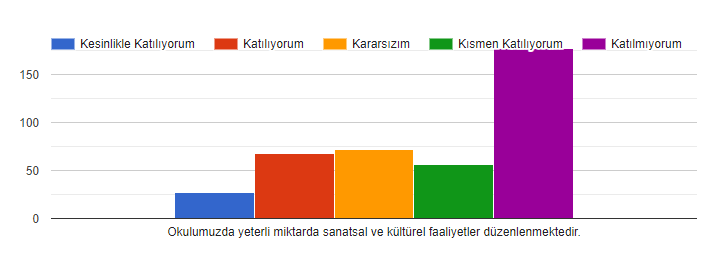 Kesinlikle Katılıyorum Katılıyorum Kararsızım Kısmen Katılıyorum Katılmıyorum
150
100
50
0
Okulumuzda yeterli miktarda sanatsal ve kültürel faaliyetler düzenlenmektedir.